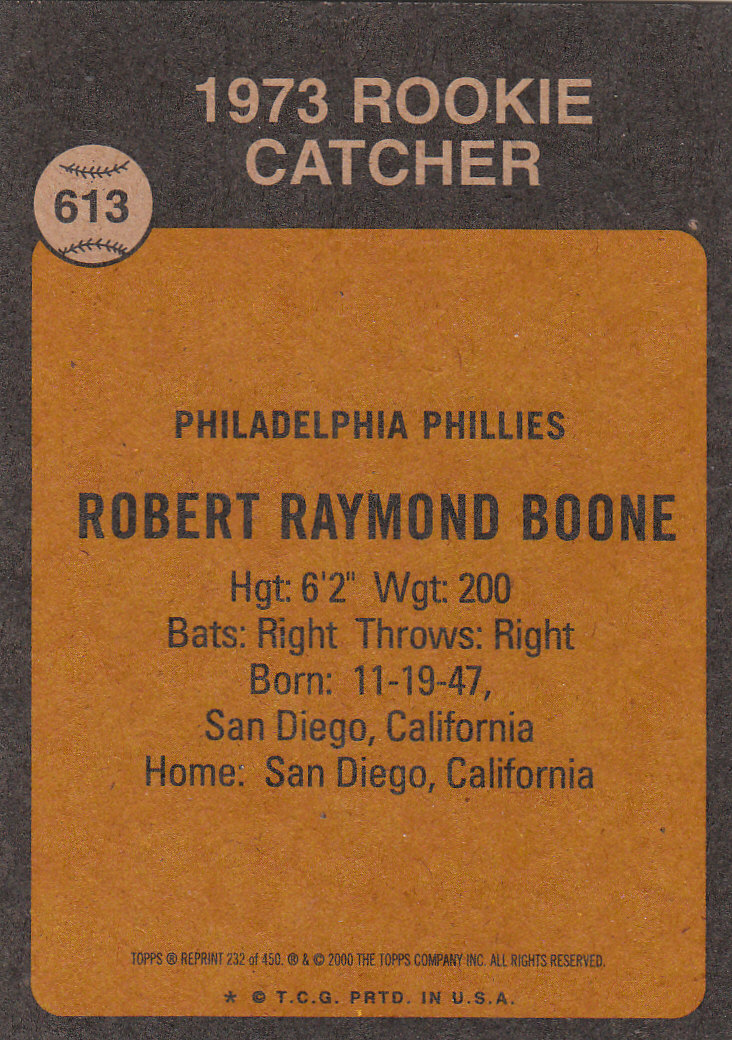 1973 ROOKIE
CATCHER
613
PHILADELPHIA PHILLIES
ROBERT RAYMOND BOONE
Hgt: 6'2" Wgt: 200
Bats: Right Throws: Right
Born: 11-19-47,
San Diego, California
Home: San Diego, California
TOPPS ® REPRINT 232 of 450. ® & © 2000 THE TOPPS COMPANY INC. ALL RIGHTS RESERVED.
* © T.C.G. PRTD. IN U.S.A.